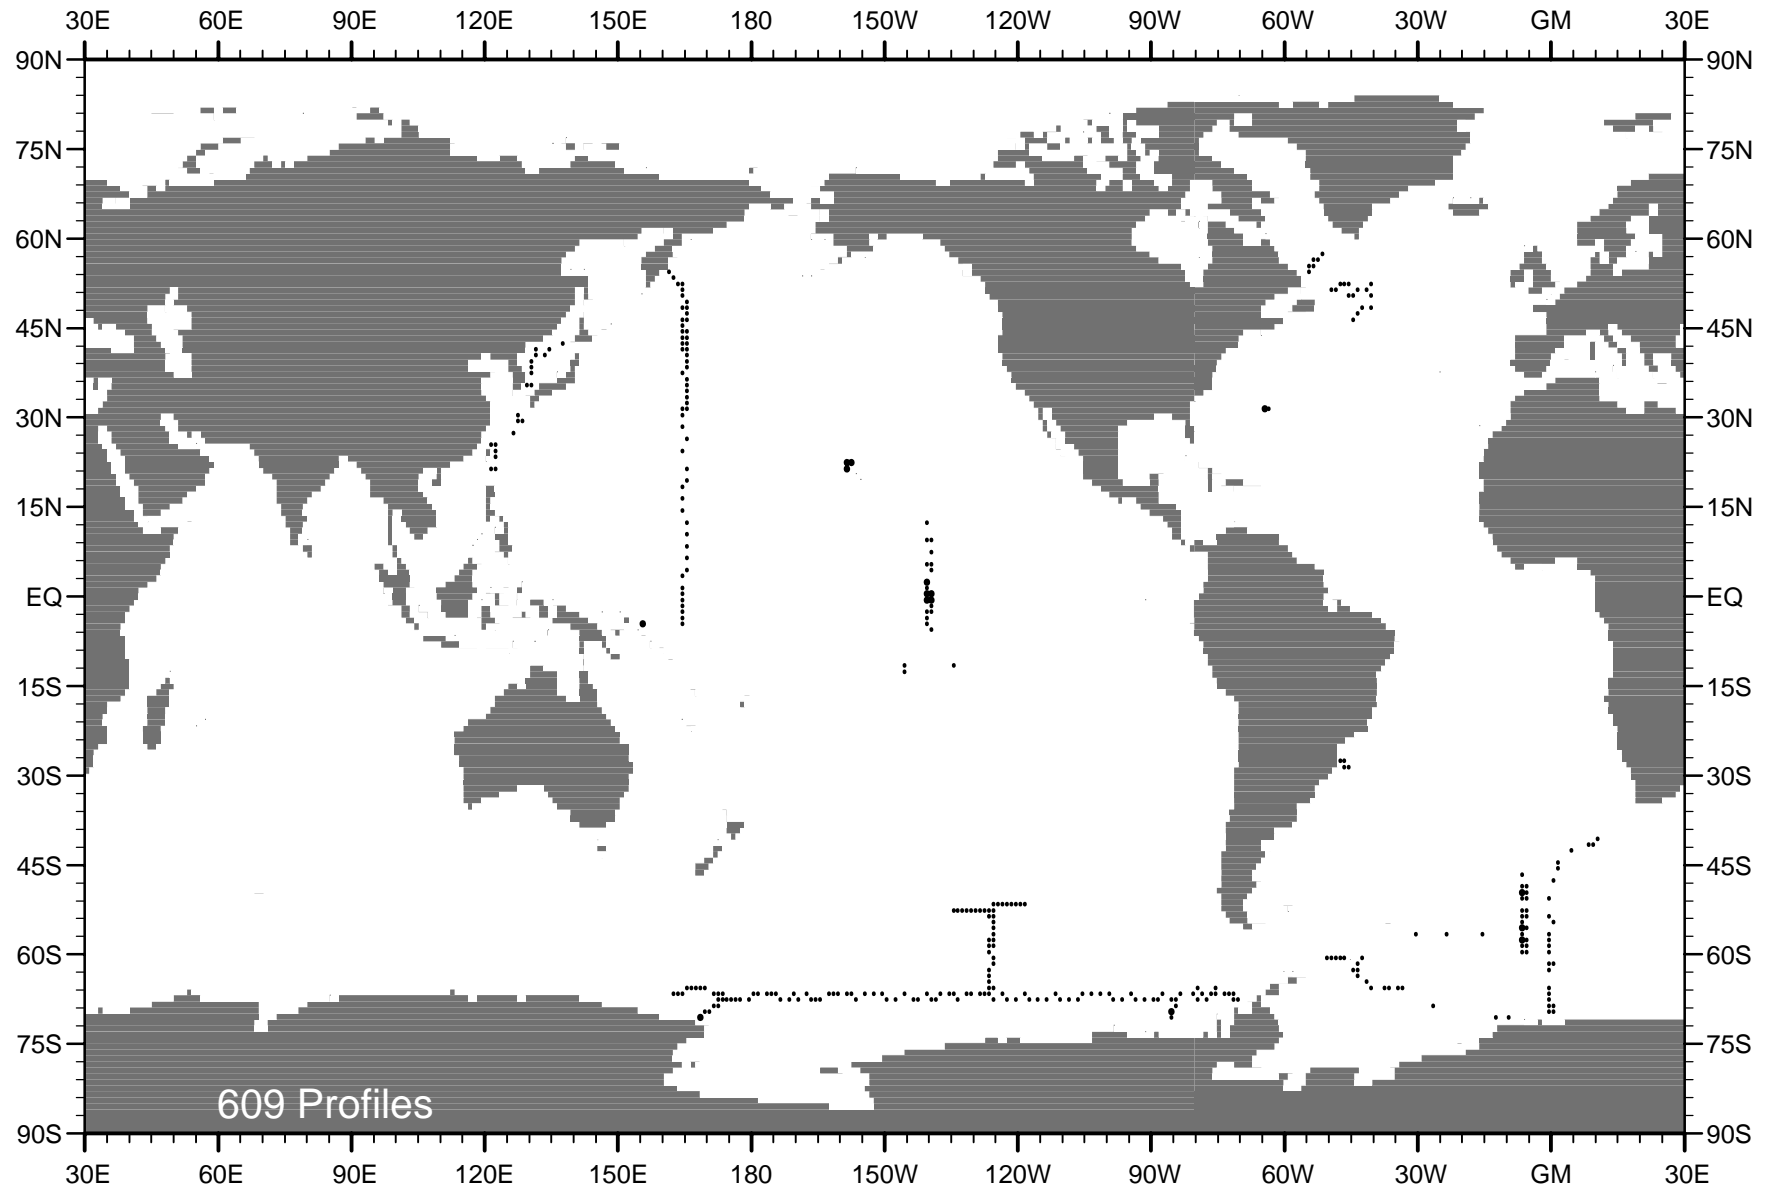 30E 60E 90E 120E 150E 180 150W 120W 90W 60W 30W GM 30E
90N 90N
75N 75N
60N 60N
45N 45N
30N 30N
15N 15N
EQ EQ
15S 15S
30S 30S
45S 45S
60S 60S
75S 75S
609 Profiles
90S 90S
30E 60E 90E 120E 150E 180 150W 120W 90W 60W 30W GM 30E